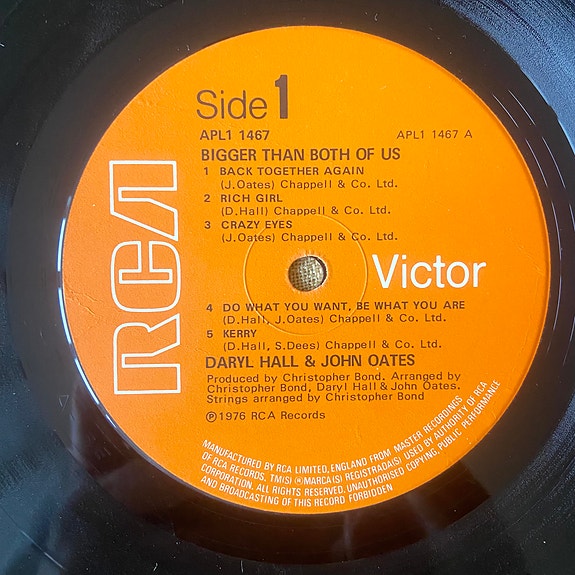 Side 1
APL1 1467 APL1 1467 A
BIGGER THAN BOTH OF US
1 BACK TOGETHER AGAIN
(J.Oates) Chappell & Co. Ltd.
2 RICH GIRL
(D.Hall) Chappell & Co. Ltd.
3 CRAZY EYES
(J.Oates) Chappell & Co. Ltd.
RCA Victor
4 DO WHAT YOU WANT, BE WHAT YOU ARE
(D.Hall, J.Oates) Chappell & Co. Ltd.
5 KERRY
(D.Hall, S.Dees) Chappell & Co. Ltd.
DARYL HALL & JOHN OATES
Produced by Christopher Bond. Arranged by
Christopher Bond, Daryl Hall & John Oates.
Strings arranged by Christopher Bond
Ⓟ 1976 RCA Records
MANUFACTURED BY RCA LIMITED, ENGLAND FROM MASTER RECORDINGS
OF RCA RECORDS. TM(S) ® MARCA(S) REGISTRADA(S) USED BY AUTHORITY OF RCA
CORPORATION. ALL RIGHTS RESERVED. UNAUTHORISED COPYING, PUBLIC PERFORMANCE
AND BROADCASTING OF THIS RECORD FORBIDDEN